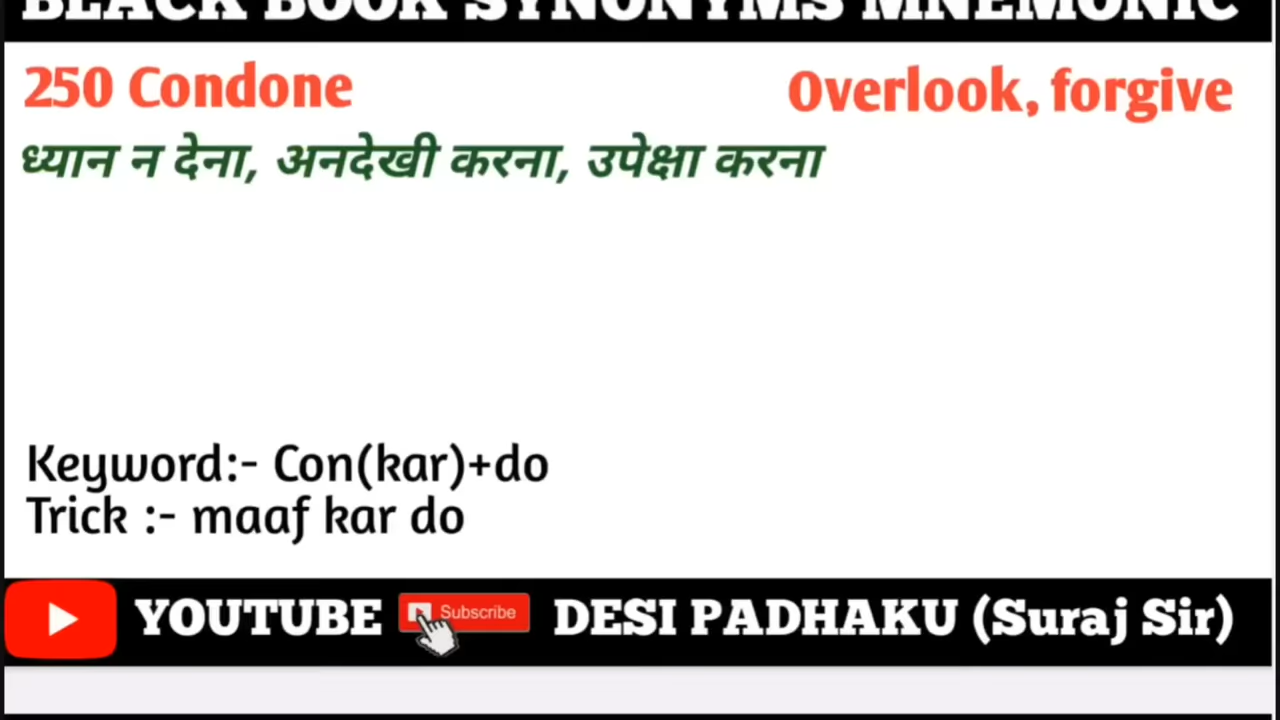 BLACK BOOK SYNONYMS MNEMONIC
250 Condone Overlook, forgive
ध्यान न देना, अनदेखी करना, उपेक्षा करना
Keyword:- Con(kar)+do
Trick :- maaf kar do
YOUTUBE Subscribe DESI PADHAKU (Suraj Sir)